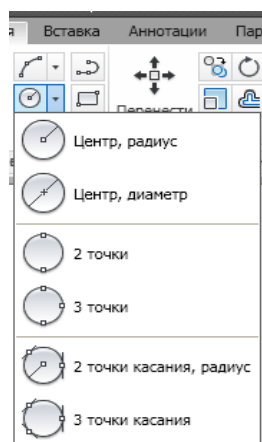 Вставка Аннотации Пар
Перенести
Центр, радиус
Центр, диаметр
2 точки
3 точки
2 точки касания, радиус
3 точки касания